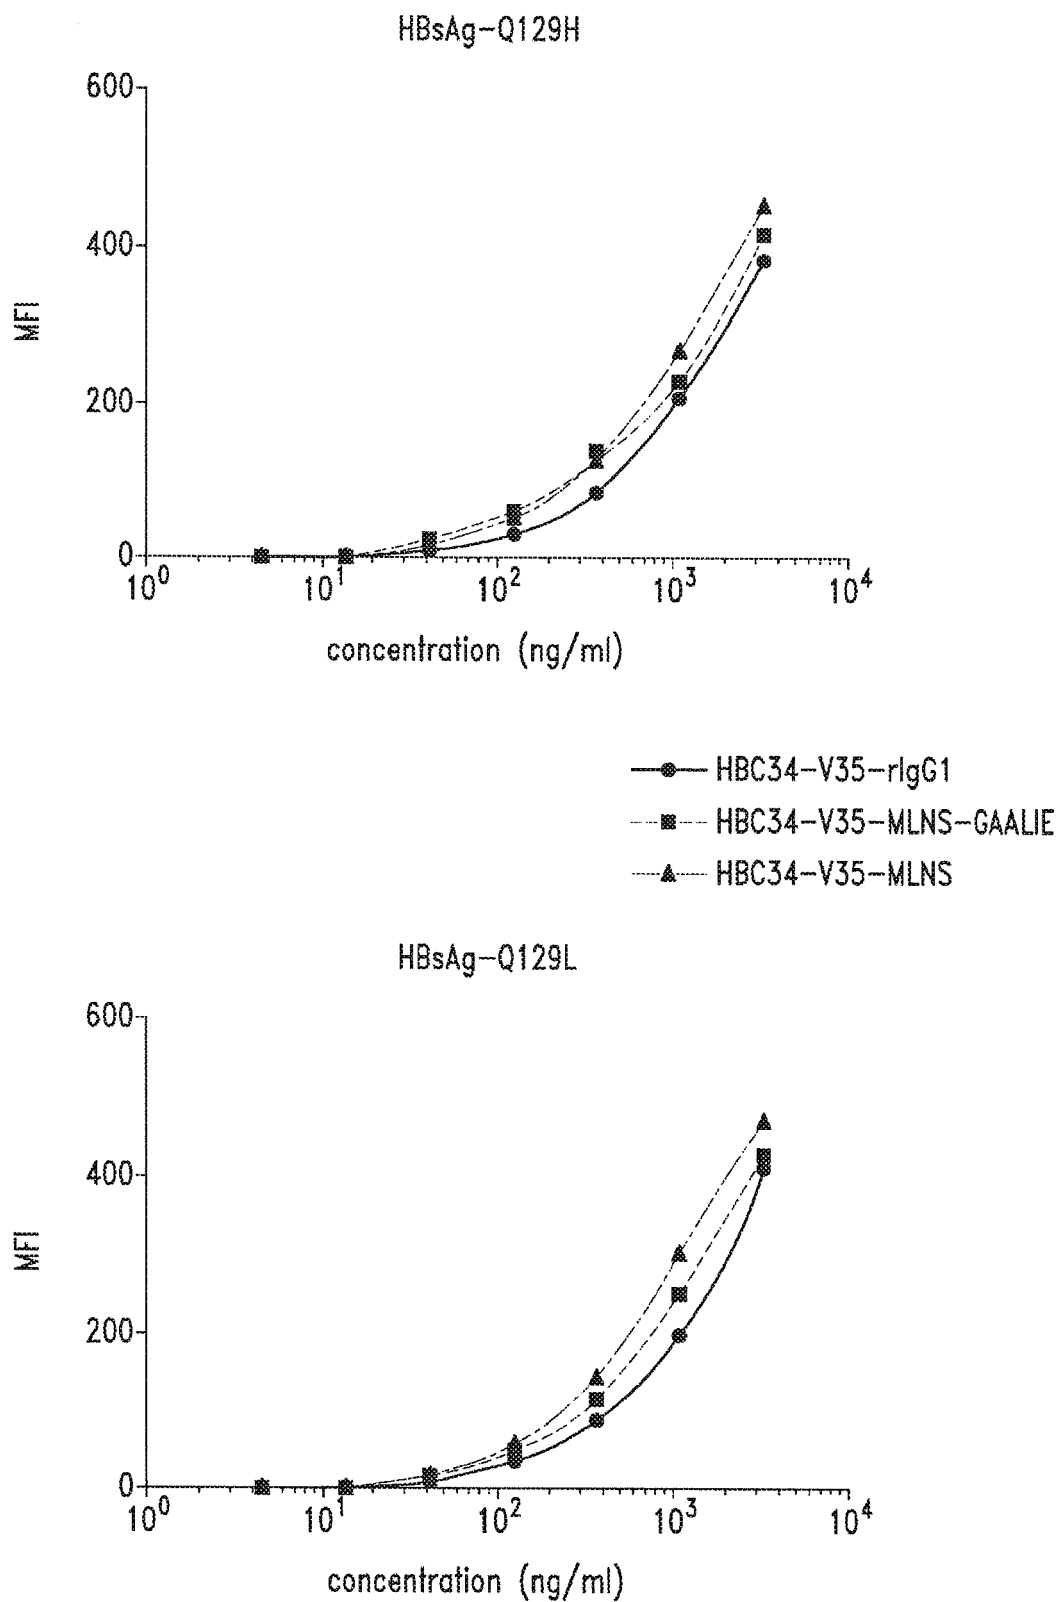 HBsAg-Q129H
600
400
200
0
MFI
10^0 10^1 10^2 10^3 10^4
concentration (ng/ml)
HBC34-V35-rIgG1
HBC34-V35-MLNS-GAALIE
HBC34-V35-MLNS
HBsAg-Q129L
600
400
200
0
MFI
10^0 10^1 10^2 10^3 10^4
concentration (ng/ml)